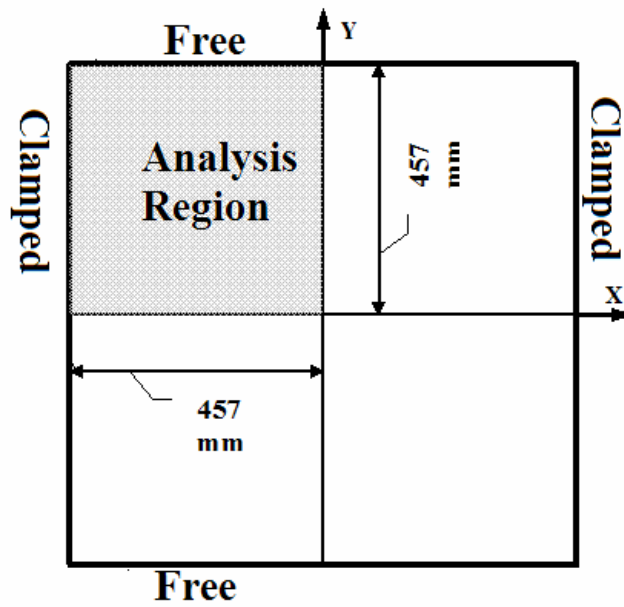 Free
Y
Clamped
Analysis
Region
457
mm
Clamped
X
457
mm
Free